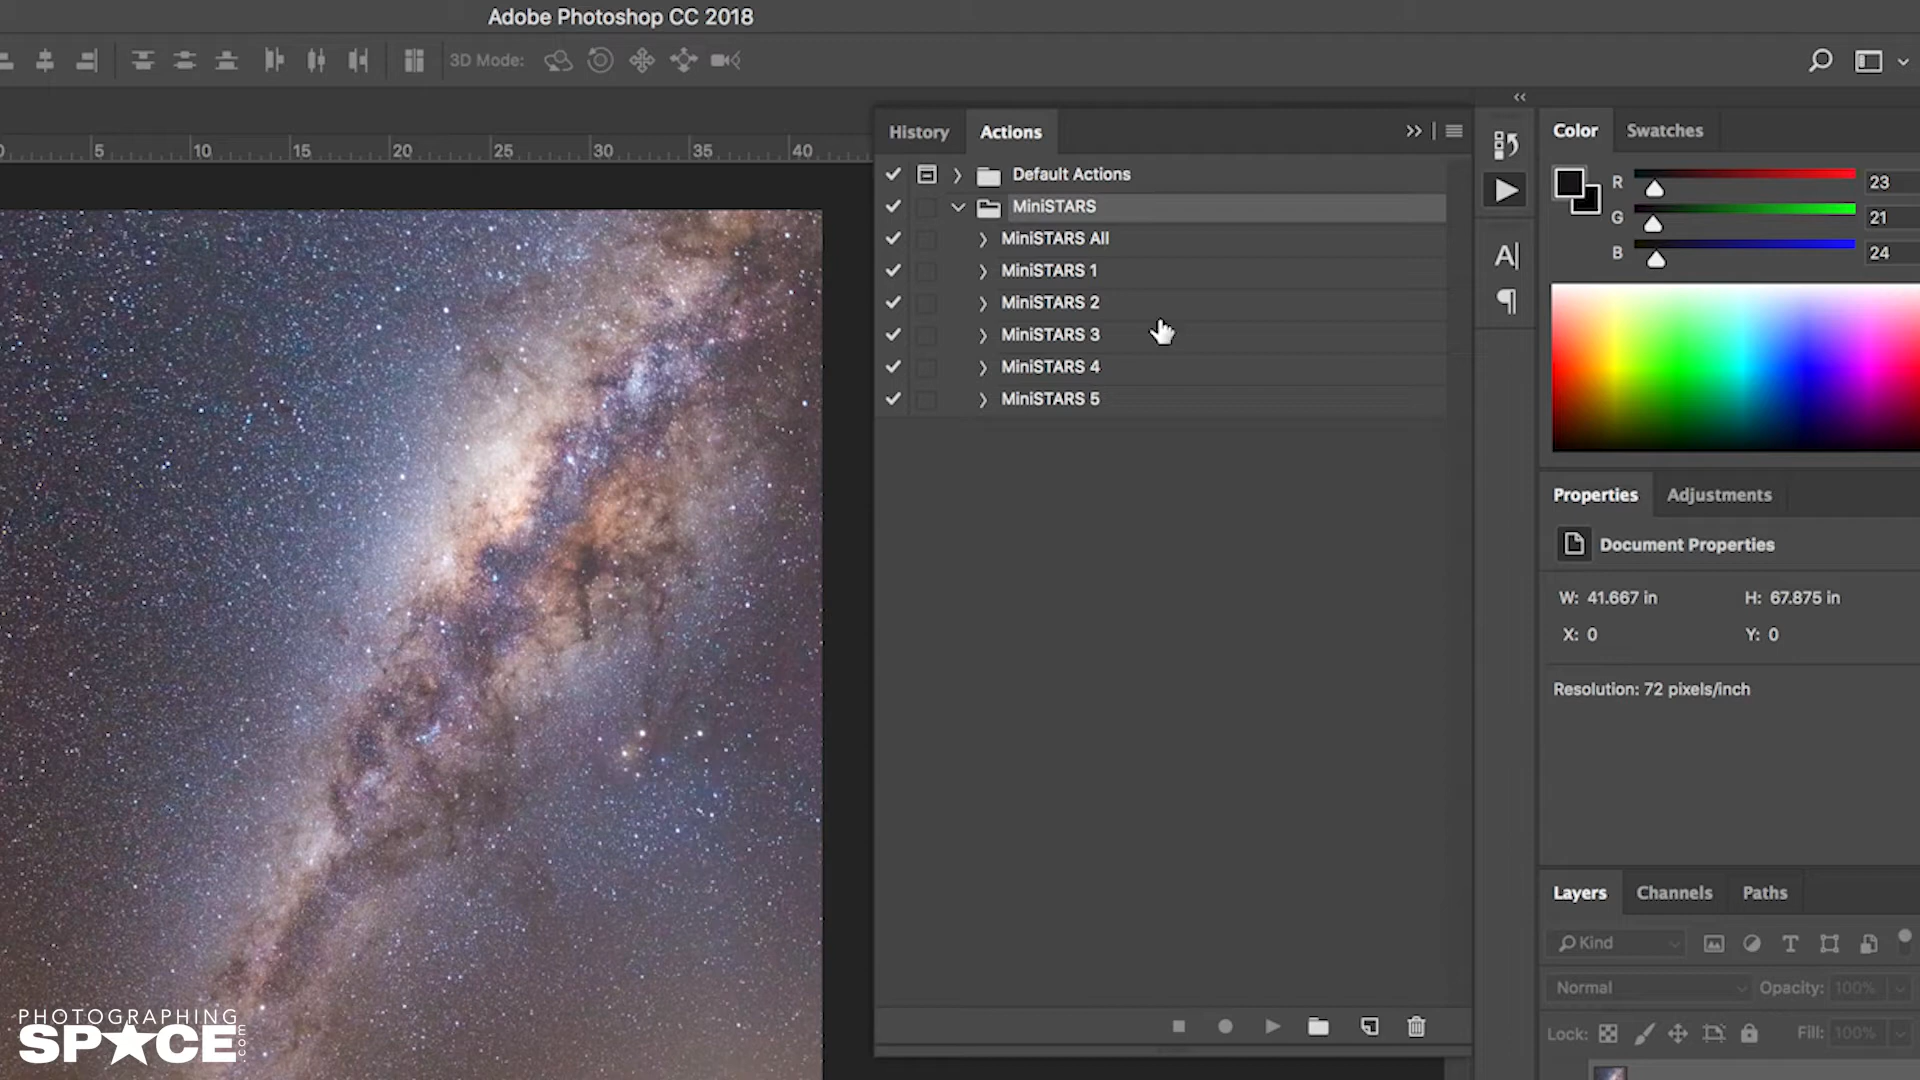 Adobe Photoshop CC 2018
3D Mode:
5 10 15 20 25 30 35 40
History Actions
Default Actions
MiniSTARS
MiniSTARS All
MiniSTARS 1
MiniSTARS 2
MiniSTARS 3
MiniSTARS 4
MiniSTARS 5
Color Swatches
R 23
G 21
B 24
Properties Adjustments
Document Properties
W: 41.667 in H: 67.875 in
X: 0 Y: 0
Resolution: 72 pixels/inch
Layers Channels Paths
Kind
Normal Opacity: 100%
Lock: Fill: 100%
PHOTOGRAPHING
SPACE.com